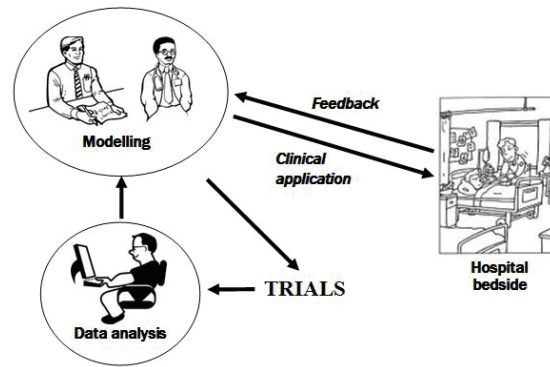 Feedback
Modelling
Clinical
application
Hospital
bedside
TRIALS
Data analysis